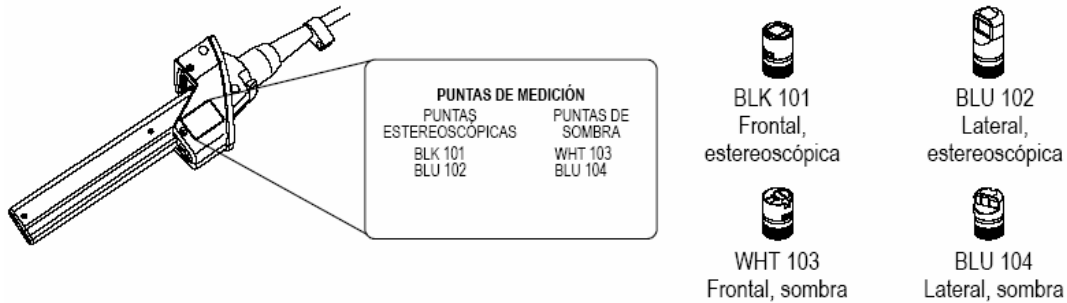 PUNTAS DE MEDICIÓN
PUNTAS
ESTEREOSCÓPICAS
BLK 101
BLU 102
PUNTAS DE
SOMBRA
WHT 103
BLU 104
BLK 101
Frontal,
estereoscópica
BLU 102
Lateral,
estereoscópica
WHT 103
Frontal, sombra
BLU 104
Lateral, sombra